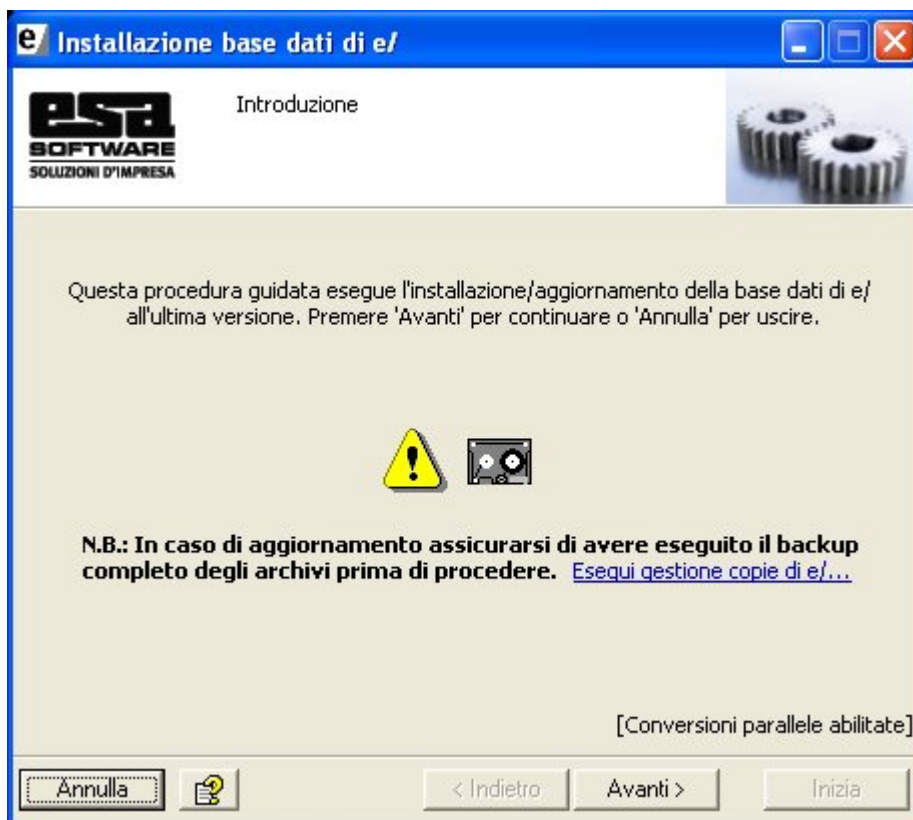 e/ Installazione base dati di e/
esa
SOFTWARE
SOLUZIONI D'IMPRESA
Introduzione
Questa procedura guidata esegue l'installazione/aggiornamento della base dati di e/
all'ultima versione. Premere 'Avanti' per continuare o 'Annulla' per uscire.
N.B.: In caso di aggiornamento assicurarsi di avere eseguito il backup
completo degli archivi prima di procedere. Esegui gestione copie di e/...
[Conversioni parallele abilitate]
Annulla < Indietro Avanti > Inizia